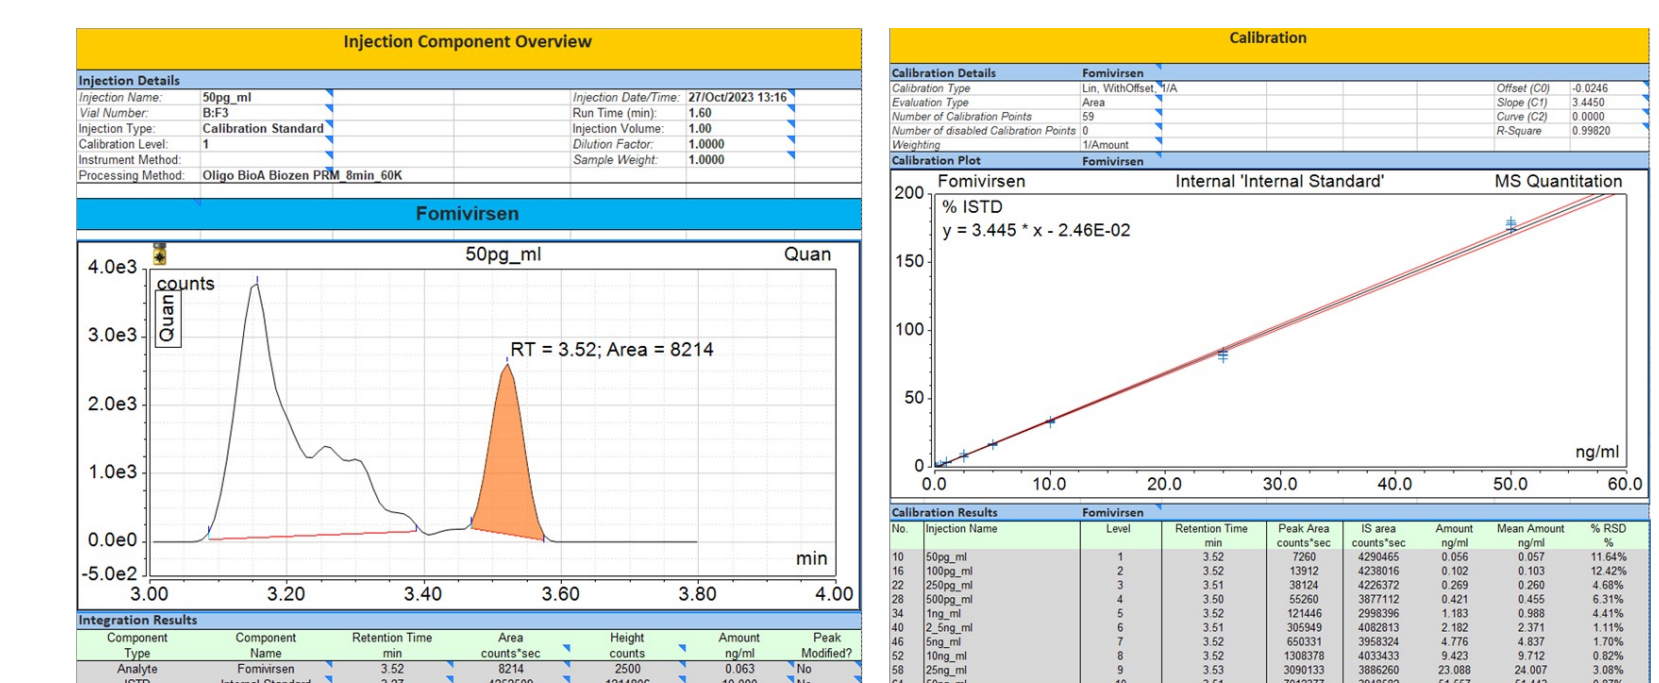 Injection Component Overview
Injection Details
Injection Name: 50pg_ml Injection Date/Time: 27/Oct/2023 13:16
Vial Number: B:F3 Run Time (min): 1.60
Injection Type: Calibration Standard Injection Volume: 1.00
Calibration Level: 1 Dilution Factor: 1.0000
Instrument Method: Sample Weight: 1.0000
Processing Method: Oligo BioA Biozen PRM_8min_60K
Fomivirsen
50pg_ml Quan
4.0e3
counts
Quan
3.0e3
RT = 3.52; Area = 8214
2.0e3
1.0e3
0.0e0
min
-5.0e2
3.00 3.20 3.40 3.60 3.80 4.00
Integration Results
Component Component Retention Time Area Height Amount Peak
Type Name min counts*sec counts ng/ml Modified?
Analyte Fomivirsen 3.52 8214 2500 0.063 No
ISTD Internal Standard 3.27 10.000 No
Calibration
Calibration Details Fomivirsen
Calibration Type Lin, WithOffset, 1/A Offset (C0) -0.0246
Evaluation Type Area Slope (C1) 3.4450
Number of Calibration Points 59 Curve (C2) 0.0000
Number of disabled Calibration Points 0 R-Square 0.99820
Weighting 1/Amount
Calibration Plot Fomivirsen
Fomivirsen Internal 'Internal Standard' MS Quantitation
200
% ISTD
y = 3.445 * x - 2.46E-02
150
100
50
ng/ml
0
0.0 10.0 20.0 30.0 40.0 50.0 60.0
Calibration Results Fomivirsen
No. Injection Name Level Retention Time Peak Area IS area Amount Mean Amount % RSD
min counts*sec counts*sec ng/ml ng/ml %
10 50pg_ml 1 3.52 7260 4290465 0.056 0.057 11.64%
16 100pg_ml 2 3.52 13912 4238016 0.102 0.103 12.42%
22 250pg_ml 3 3.51 38124 4226372 0.269 0.260 4.68%
28 500pg_ml 4 3.50 55260 3877112 0.421 0.455 6.31%
34 1ng_ml 5 3.52 121446 2998396 1.183 0.988 4.41%
40 2_5ng_ml 6 3.51 305949 4082813 2.182 2.371 1.11%
46 5ng_ml 7 3.52 650331 3958324 4.776 4.837 1.70%
52 10ng_ml 8 3.52 1308378 4033433 9.423 9.712 0.82%
58 25ng_ml 9 3.53 3090133 3886260 23.088 24.007 3.08%